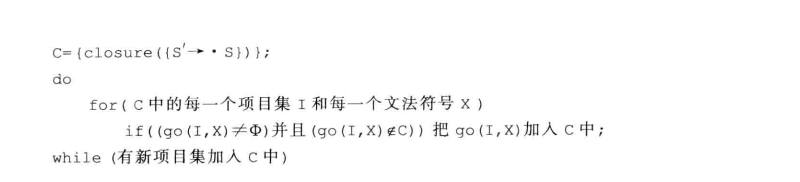 C={closure({S′→·S})};
do
for(C中的每一个项目集I和每一个文法符号X)
if((go(I,X)≠Φ)并且(go(I,X)∉C)) 把go(I,X)加入C中;
while (有新项目集加入C中)